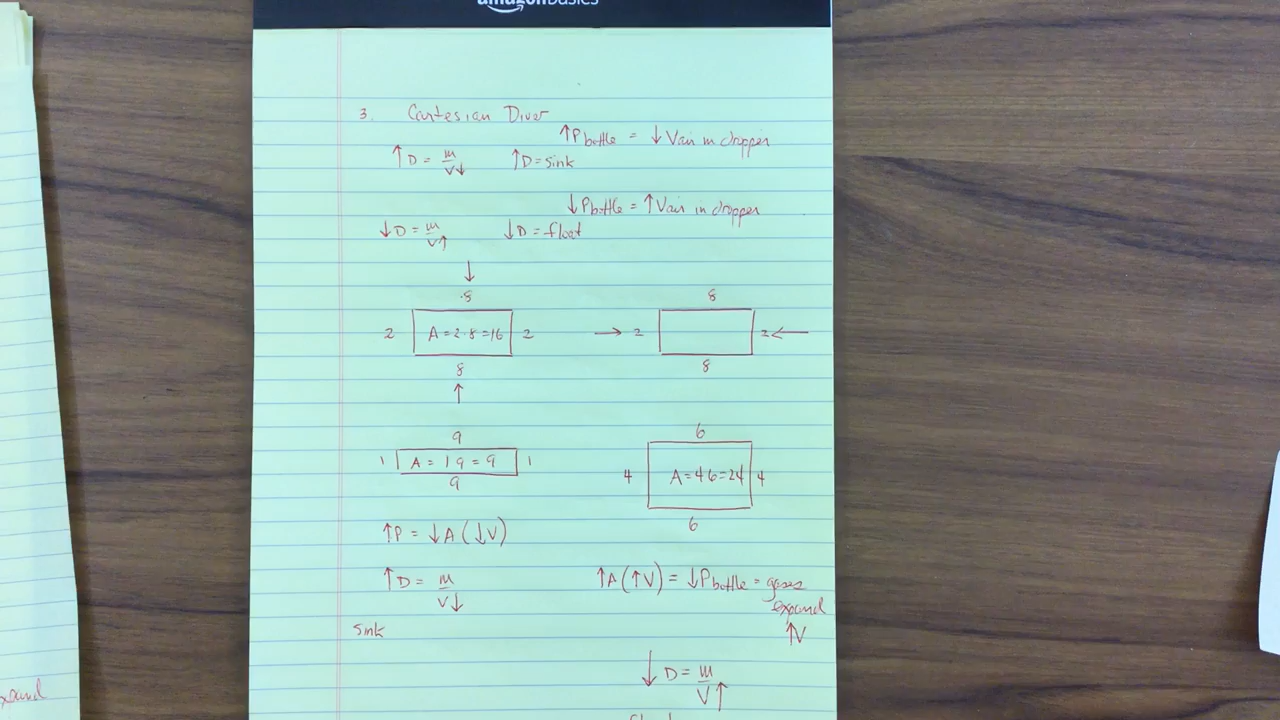 amazonbasics
3. Cartesian Diver
↑P bottle = ↓ Vair in dropper
↑D = m/V↓ ↑D = sink
↓P bottle = ↑ Vair in dropper
↓D = m/V↑ ↓D = float
↓
.8 8
2 A = 2·8 = 16 2 → 2 2 ←
8 8
↑
9 6
1 A = 1 9 = 9 1 4 A = 4 6 = 24 4
9 6
↑P = ↓A (↓V)
↑D = m/V↓ ↑A (↑V) = ↓P bottle = gases
expand
sink ↑V
↓D = m/V↑